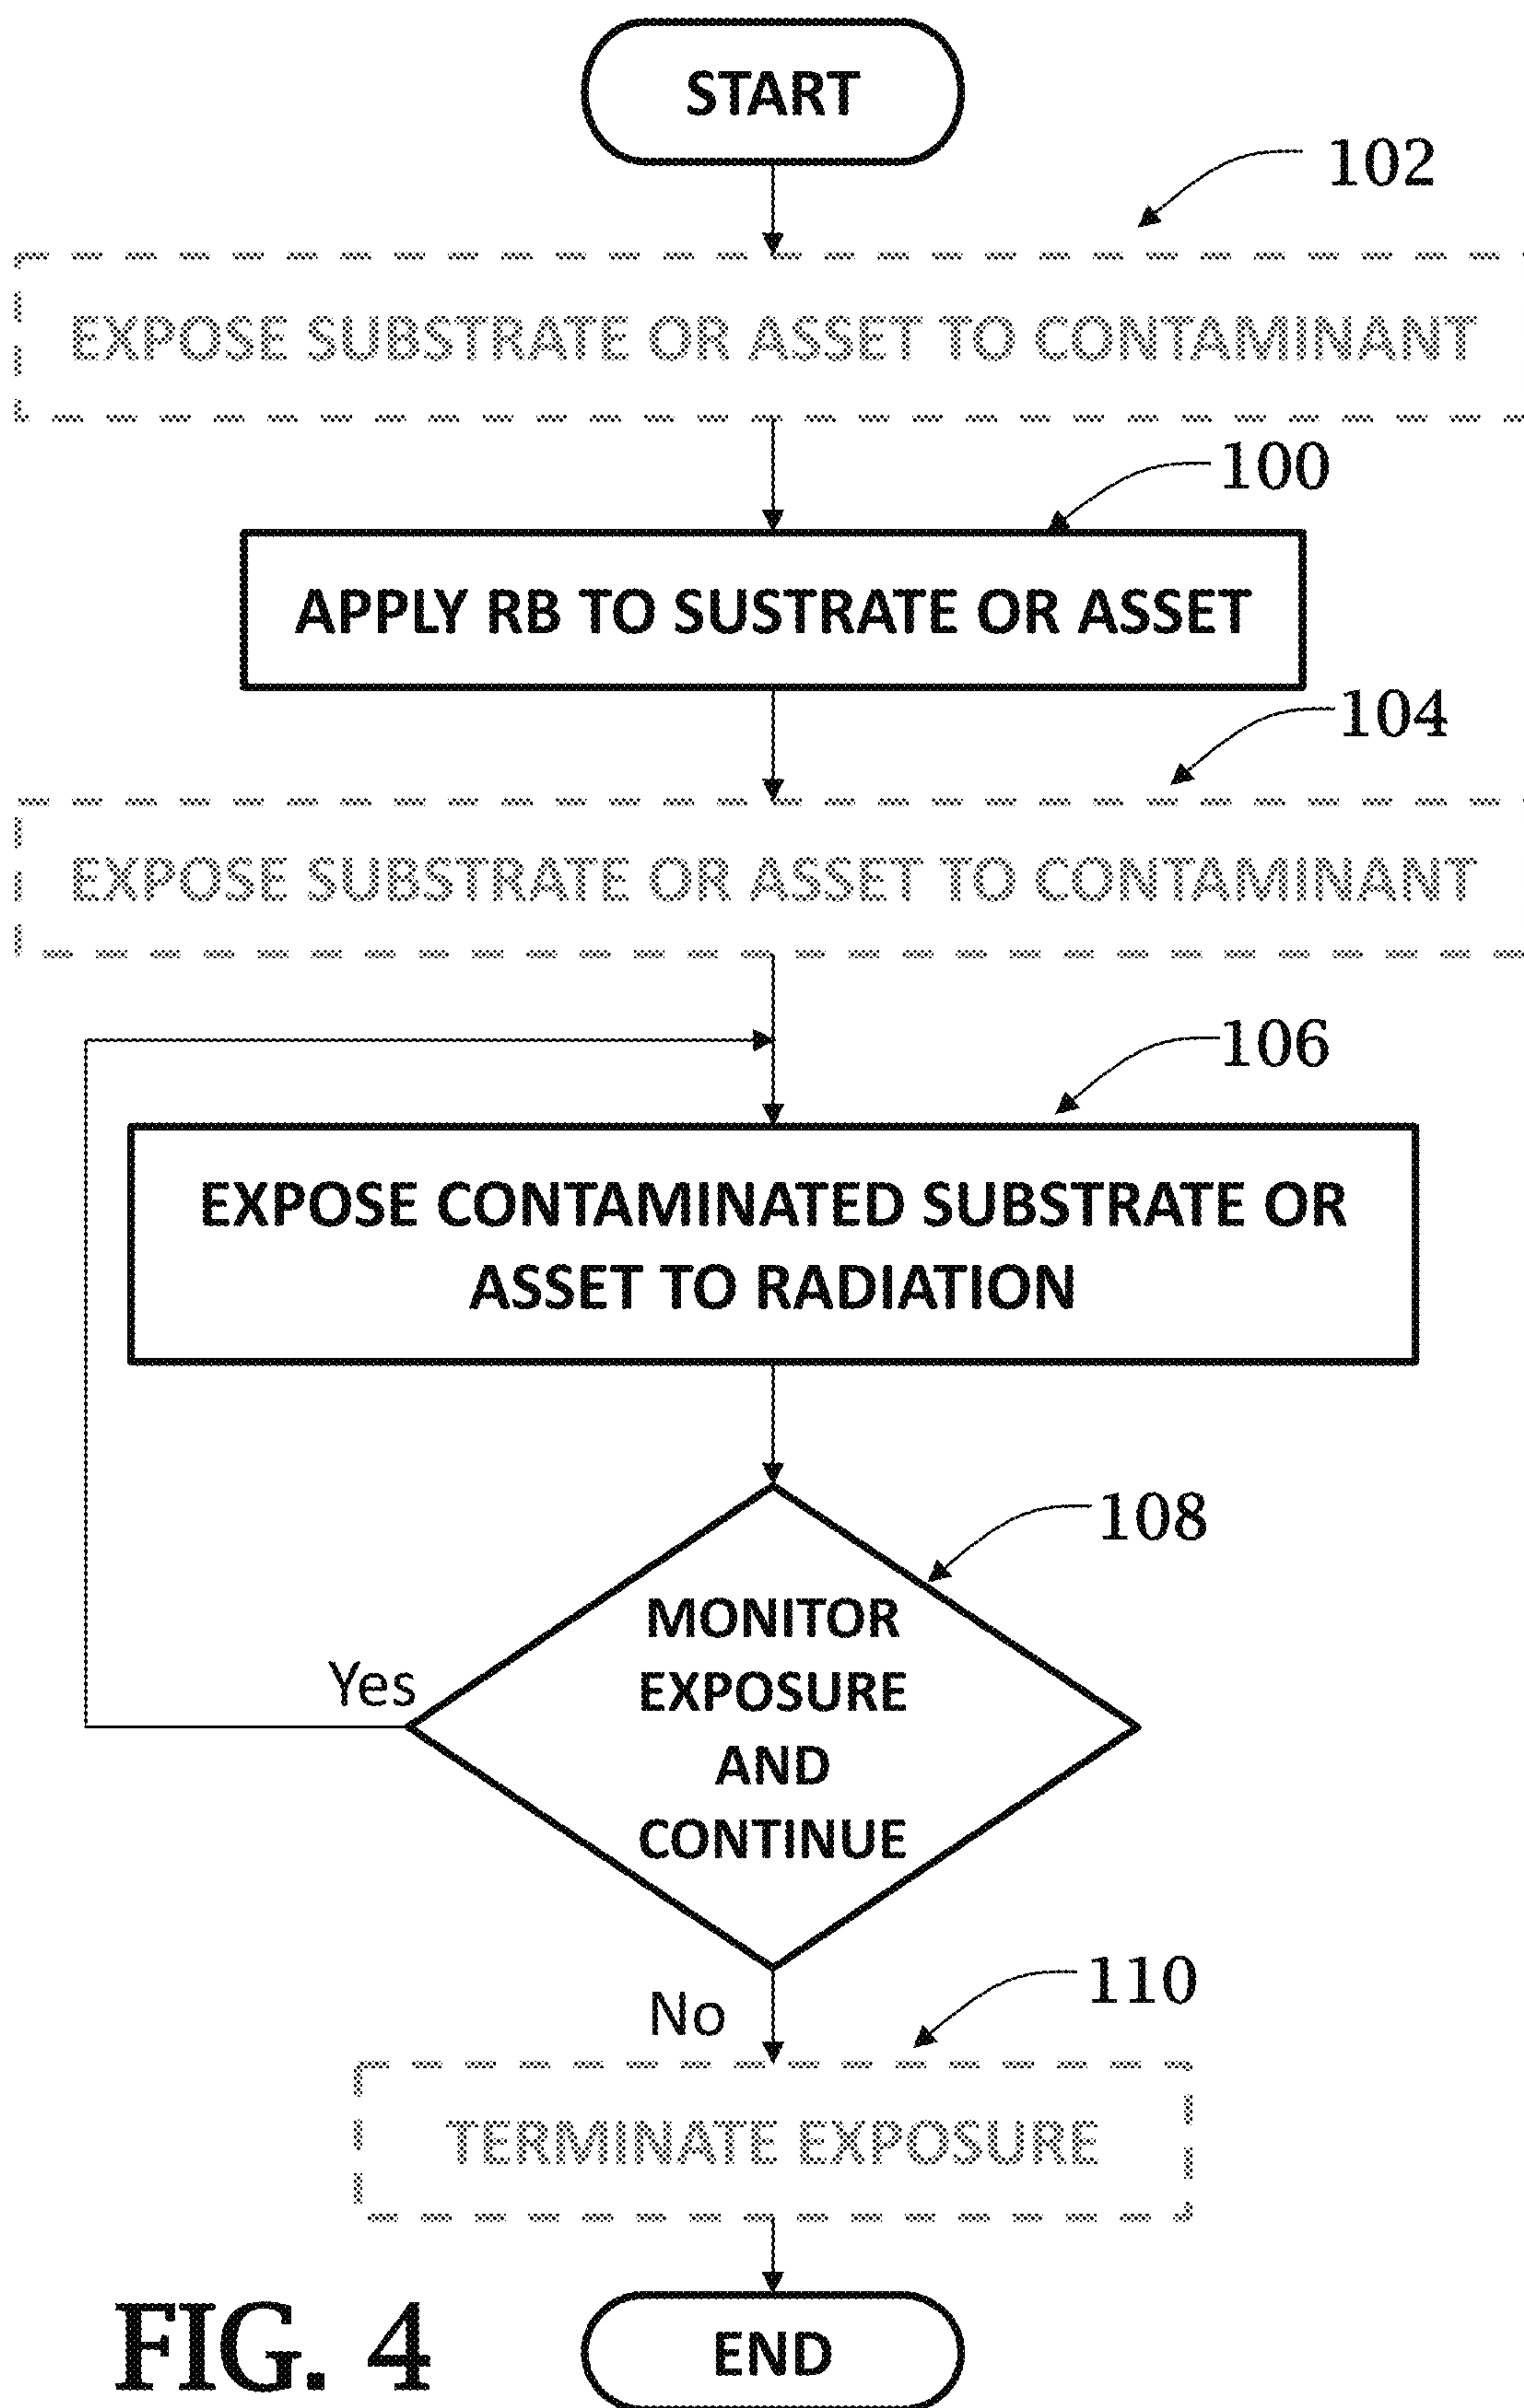 START
102
EXPOSE SUBSTRATE OR ASSET TO CONTAMINANT
100
APPLY RB TO SUSTRATE OR ASSET
104
EXPOSE SUBSTRATE OR ASSET TO CONTAMINANT
106
EXPOSE CONTAMINATED SUBSTRATE OR
ASSET TO RADIATION
108
MONITOR
EXPOSURE
AND
CONTINUE
Yes
No
110
TERMINATE EXPOSURE
END
FIG. 4